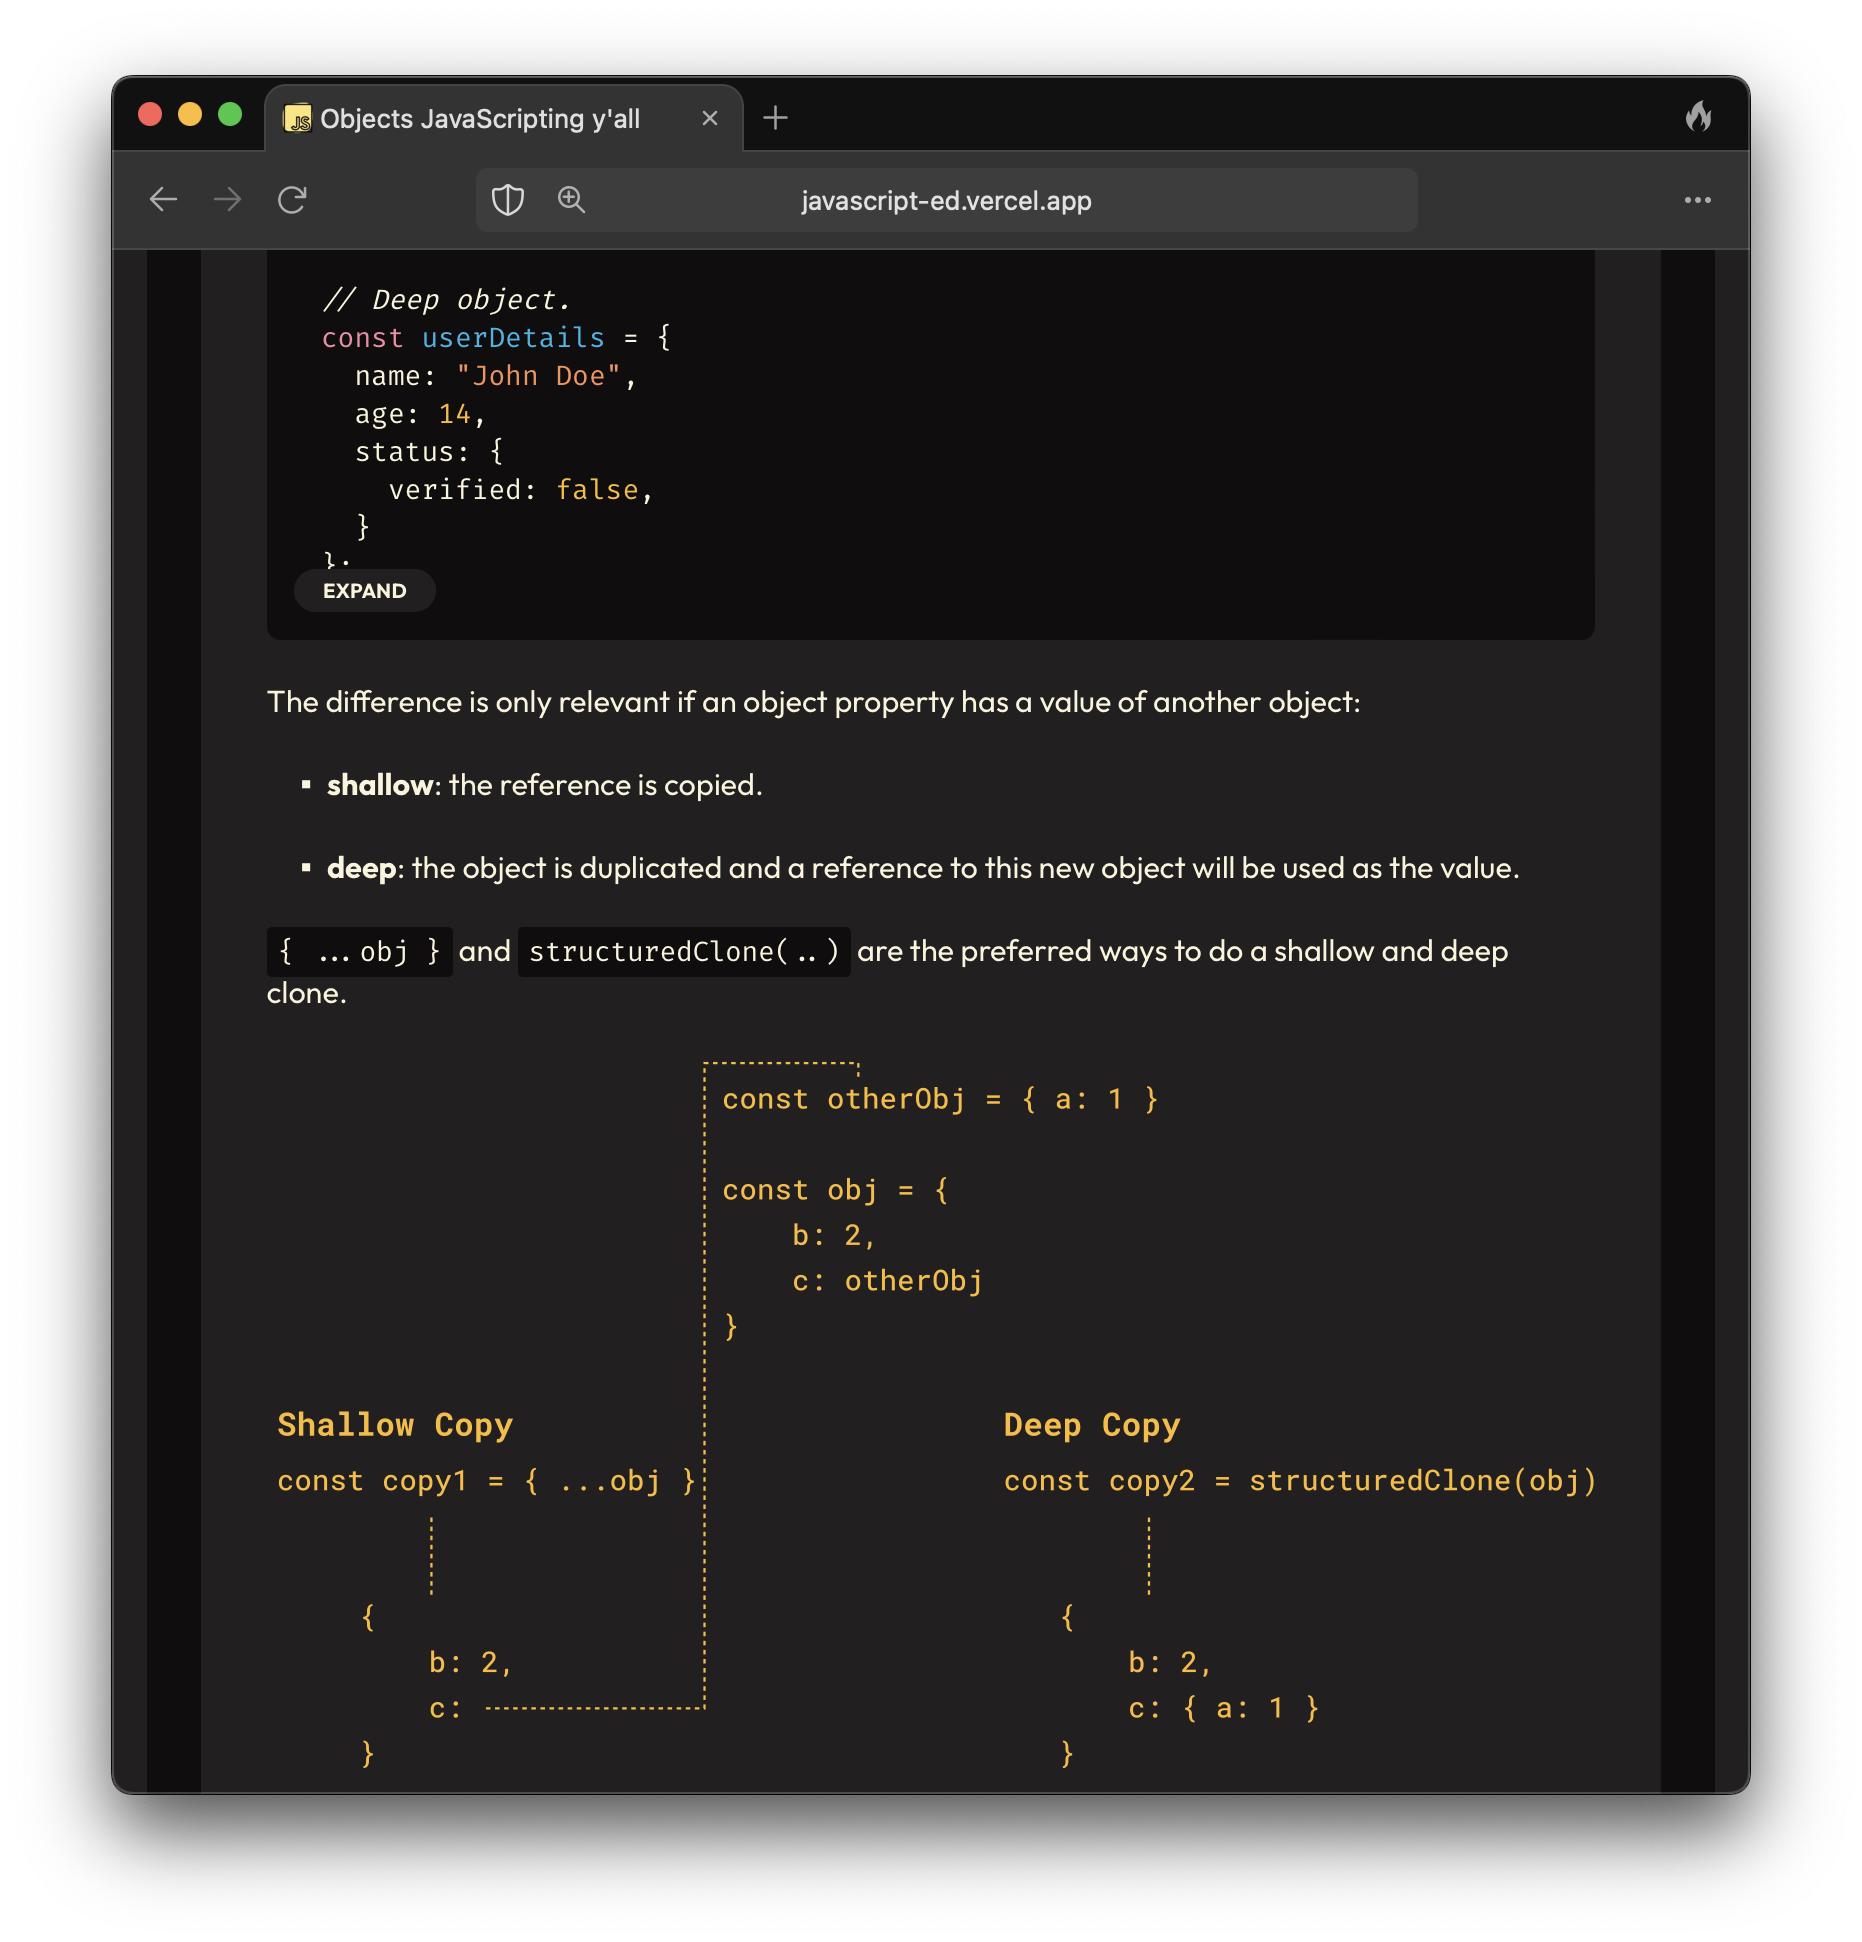 JS Objects JavaScripting y'all
javascript-ed.vercel.app
// Deep object.
const userDetails = {
  name: "John Doe",
  age: 14,
  status: {
    verified: false,
  }
};
EXPAND
The difference is only relevant if an object property has a value of another object:
▪ shallow: the reference is copied.
▪ deep: the object is duplicated and a reference to this new object will be used as the value.
{ ...obj } and structuredClone(..) are the preferred ways to do a shallow and deep
clone.
const otherObj = { a: 1 }
const obj = {
    b: 2,
    c: otherObj
}
Shallow Copy
const copy1 = { ...obj }
{
    b: 2,
    c:
}
Deep Copy
const copy2 = structuredClone(obj)
{
    b: 2,
    c: { a: 1 }
}